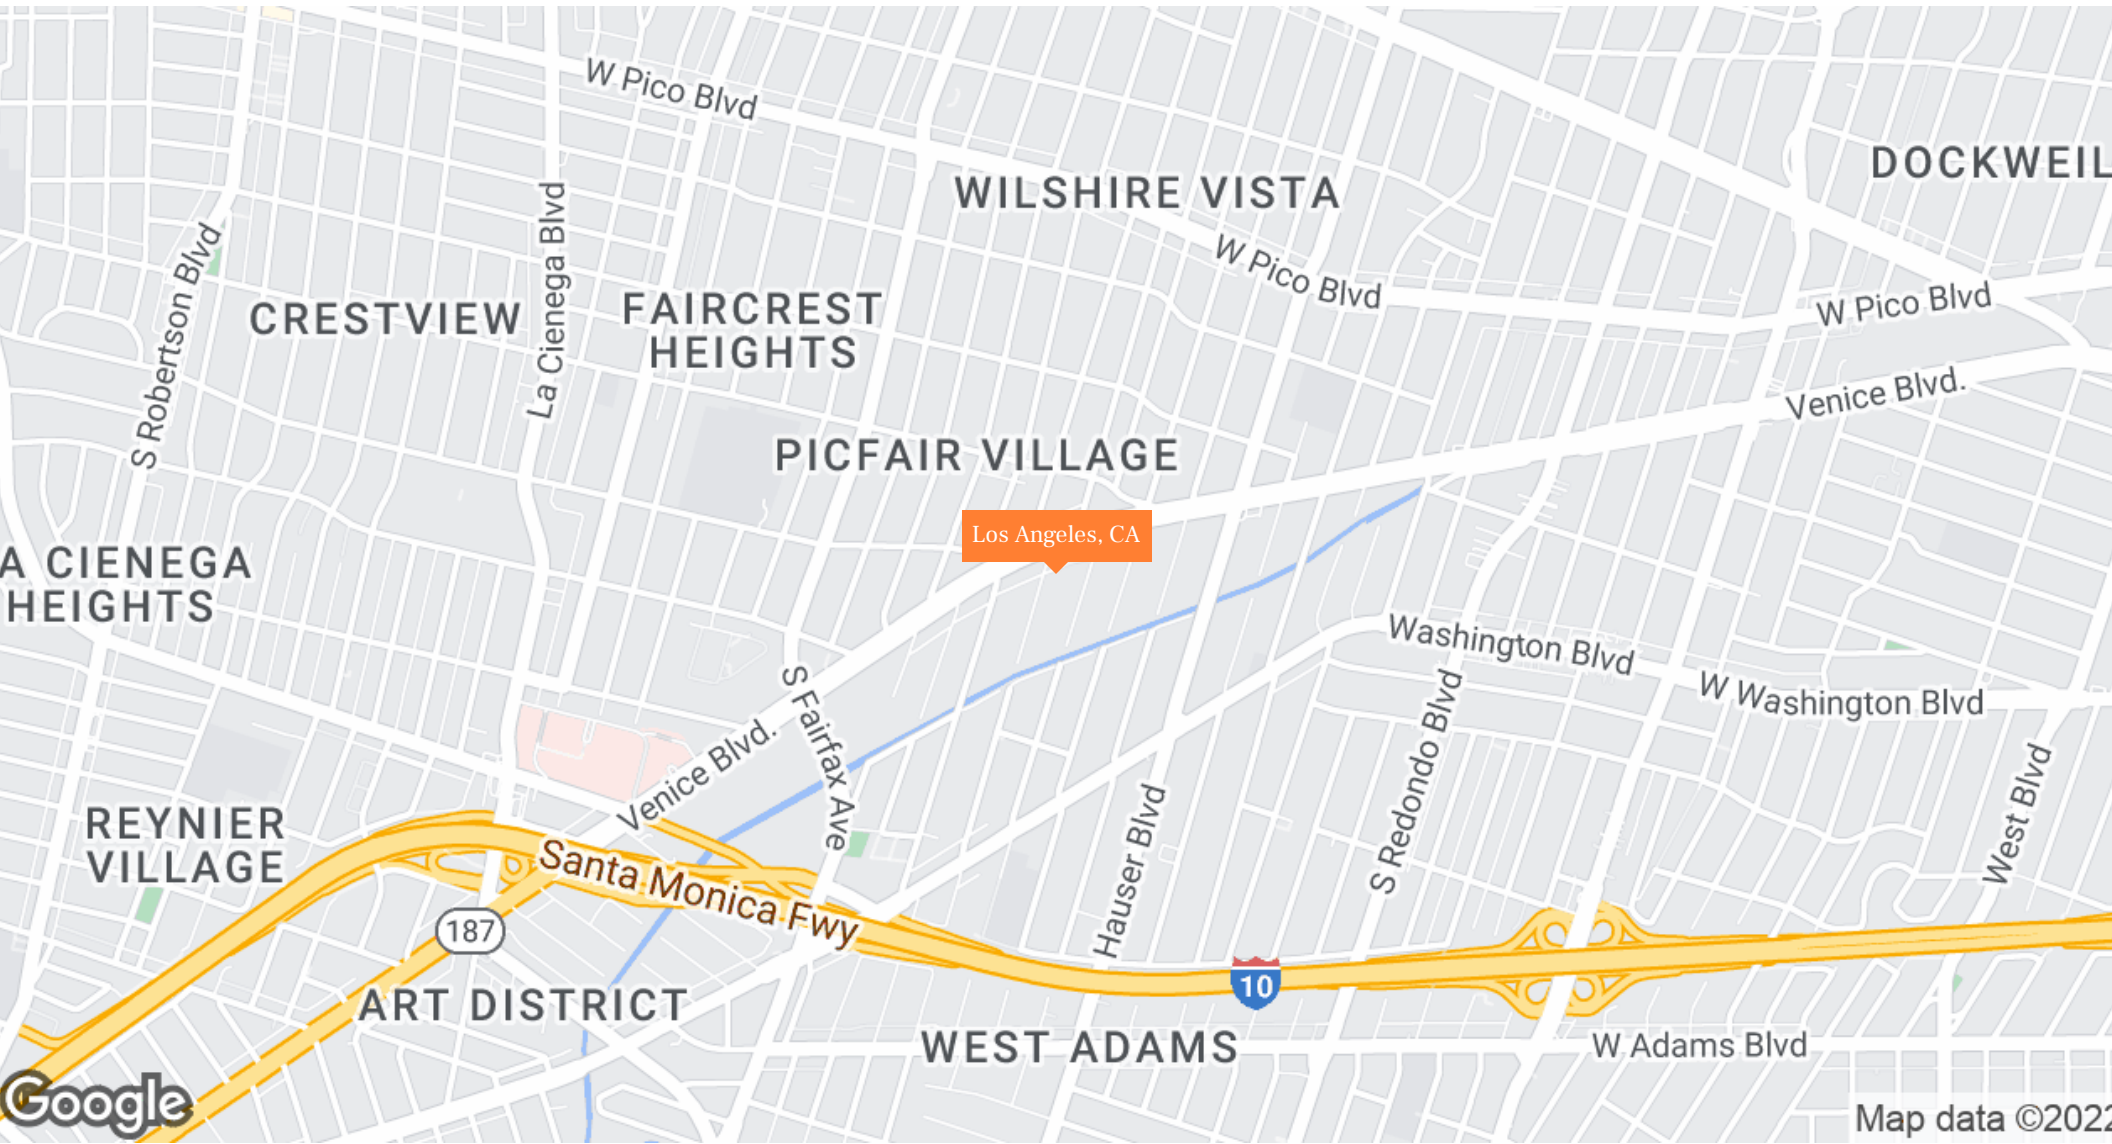 W Pico Blvd
DOCKWEIL
WILSHIRE VISTA
S Robertson Blvd
La Cienega Blvd
W Pico Blvd
W Pico Blvd
CRESTVIEW
FAIRCREST
HEIGHTS
Venice Blvd.
PICFAIR VILLAGE
Los Angeles, CA
A CIENEGA
HEIGHTS
Washington Blvd
W Washington Blvd
S Fairfax Ave
Venice Blvd.
S Redondo Blvd
West Blvd
Hauser Blvd
REYNIER
VILLAGE
Santa Monica Fwy
187
10
ART DISTRICT
WEST ADAMS
W Adams Blvd
Google
Map data ©2022